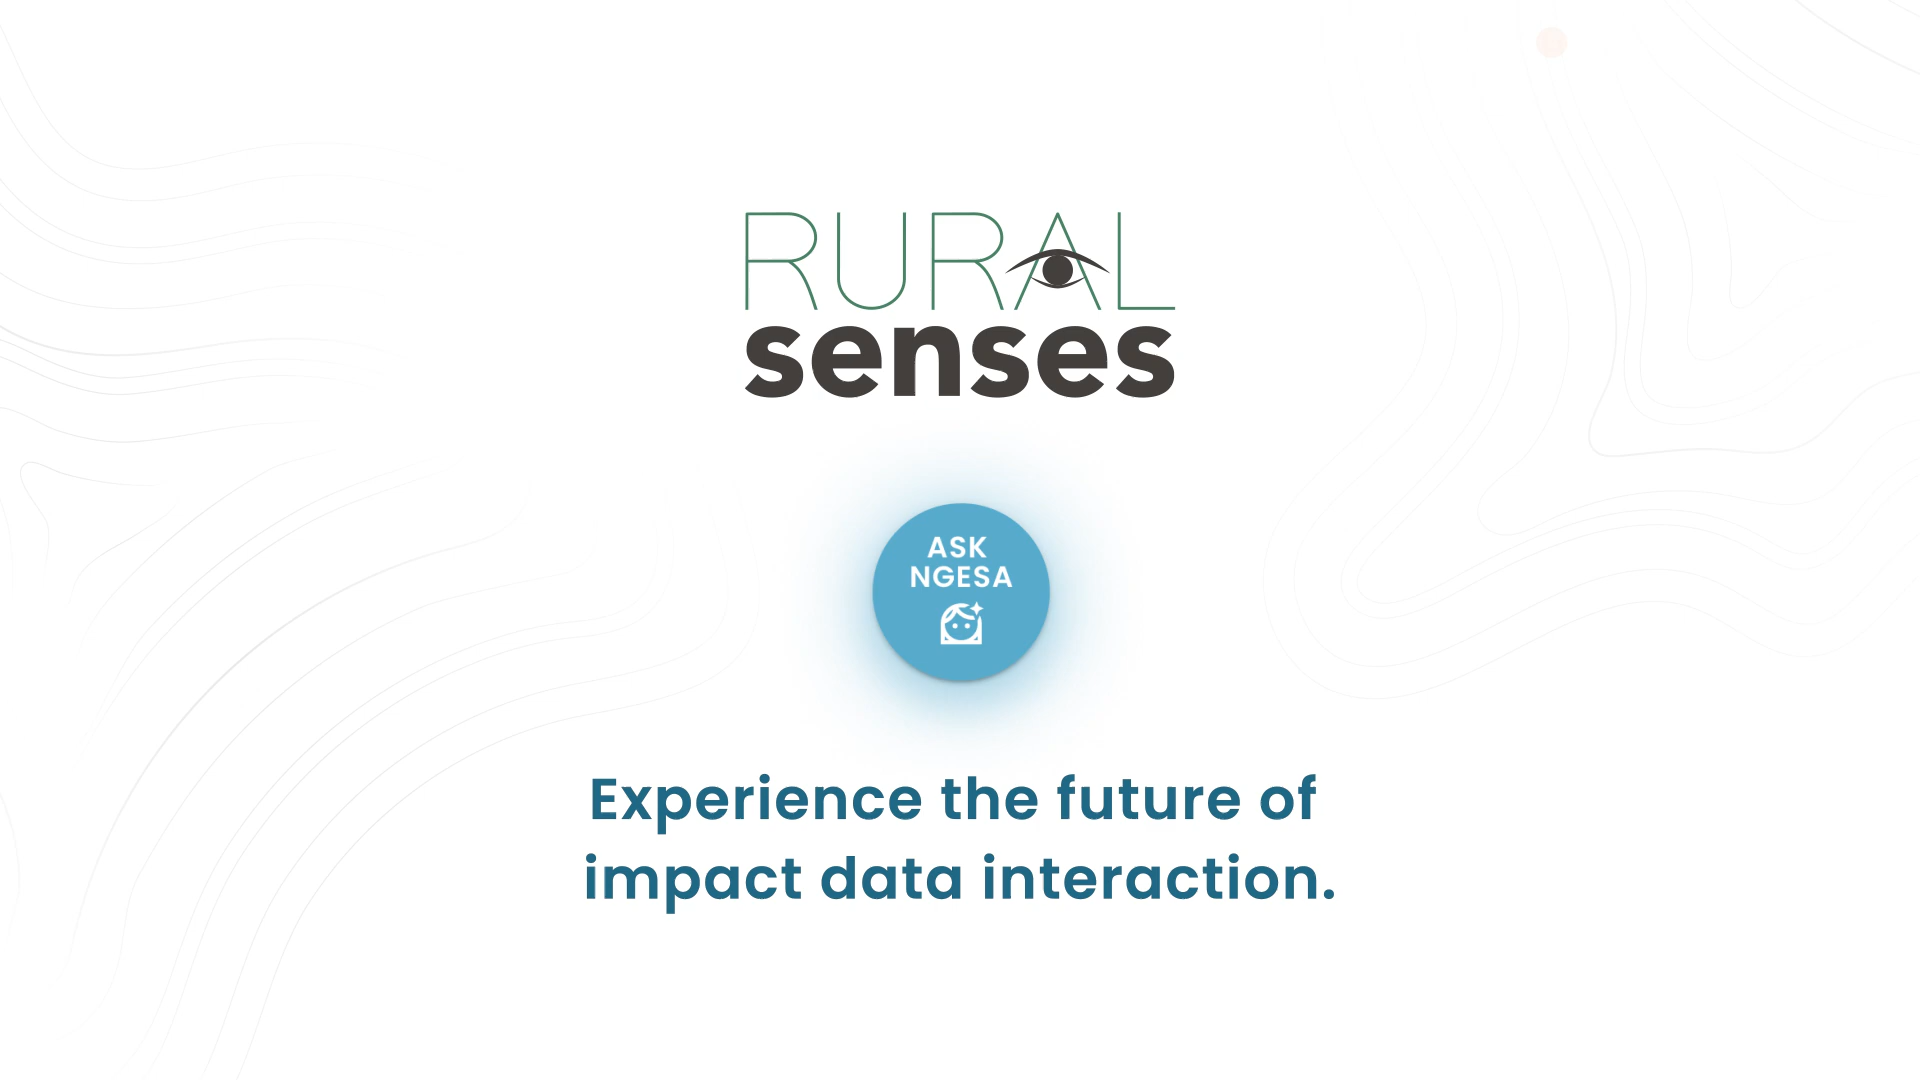 RURAL
senses
ASK
NGESA
Experience the future of
impact data interaction.